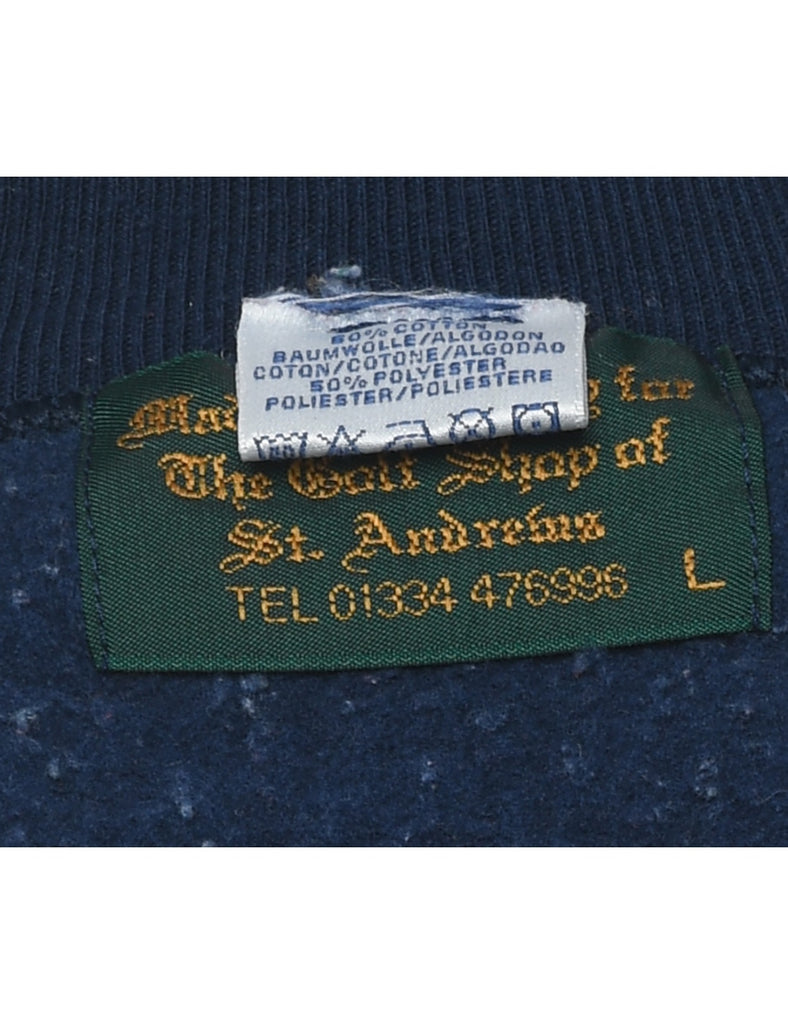 50% COTTON
BAUMWOLLE/ALGODON
COTON/COTONE/ALGODAO
50% POLYESTER
POLIESTER/POLIESTERE
for
The Golf Shop of
St. Andrews
TEL 01334 476996
L